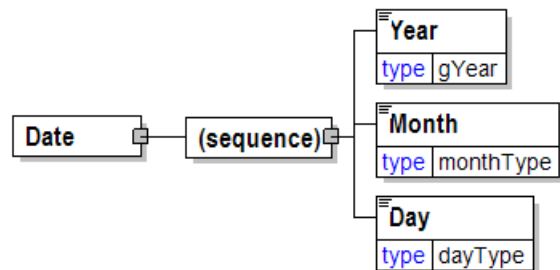 Year
type gYear
Date
(sequence)
Month
type monthType
Day
type dayType